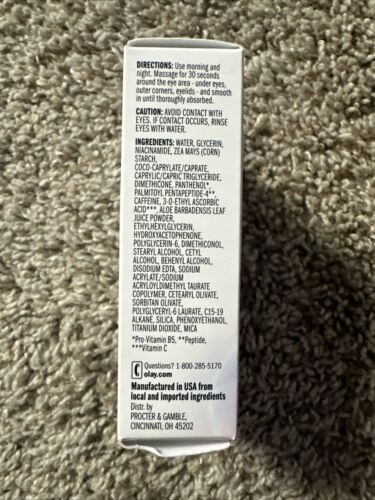 DIRECTIONS: Use morning and
night. Massage for 30 seconds
around the eye area - under eyes,
outer corners, eyelids - and smooth
in until thoroughly absorbed.
CAUTION: AVOID CONTACT WITH
EYES. IF CONTACT OCCURS, RINSE
EYES WITH WATER.
INGREDIENTS: WATER, GLYCERIN,
NIACINAMIDE, ZEA MAYS (CORN)
STARCH,
COCO-CAPRYLATE/CAPRATE,
CAPRYLIC/CAPRIC TRIGLYCERIDE,
DIMETHICONE, PANTHENOL*,
PALMITOYL PENTAPEPTIDE-4**,
CAFFEINE, 3-O-ETHYL ASCORBIC
ACID***, ALOE BARBADENSIS LEAF
JUICE POWDER,
ETHYLHEXYLGLYCERIN,
HYDROXYACETOPHENONE,
POLYGLYCERIN-6, DIMETHICONOL,
STEARYL ALCOHOL, CETYL
ALCOHOL, BEHENYL ALCOHOL,
DISODIUM EDTA, SODIUM
ACRYLATE/SODIUM
ACRYLOYLDIMETHYL TAURATE
COPOLYMER, CETEARYL OLIVATE,
SORBITAN OLIVATE,
POLYGLYCERYL-6 LAURATE, C15-19
ALKANE, SILICA, PHENOXYETHANOL,
TITANIUM DIOXIDE, MICA
*Pro-Vitamin B5, **Peptide,
***Vitamin C
Questions? 1-800-285-5170
olay.com
Manufactured in USA from
local and imported ingredients
Distr. by
PROCTER & GAMBLE,
CINCINNATI, OH 45202